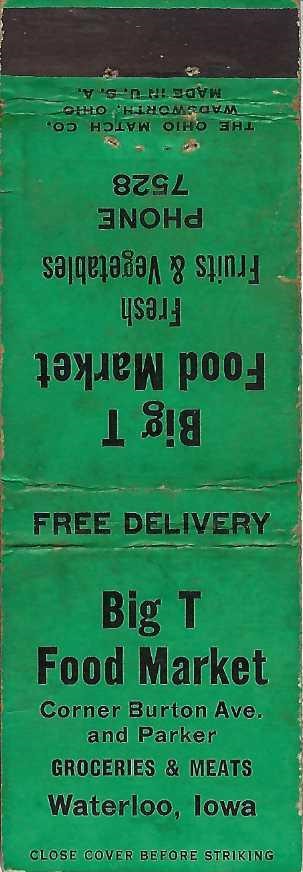 THE OHIO MATCH CO.
WADSWORTH, OHIO
MADE IN U. S. A.
Big T
Food Market
Fresh
Fruits & Vegetables
PHONE
7528
FREE DELIVERY
Big T
Food Market
Corner Burton Ave.
and Parker
GROCERIES & MEATS
Waterloo, Iowa
CLOSE COVER BEFORE STRIKING